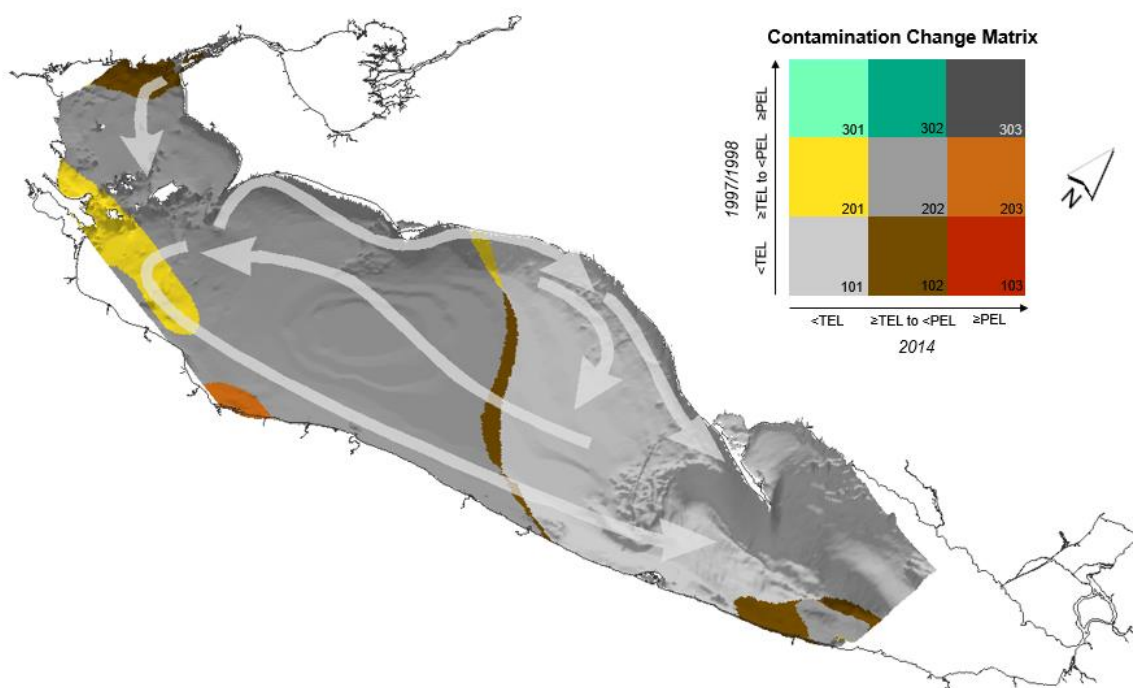 Contamination Change Matrix
1997/1998
≥PEL
≥TEL to <PEL
<TEL
301
302
303
201
202
203
101
102
103
<TEL
≥TEL to <PEL
≥PEL
2014
N